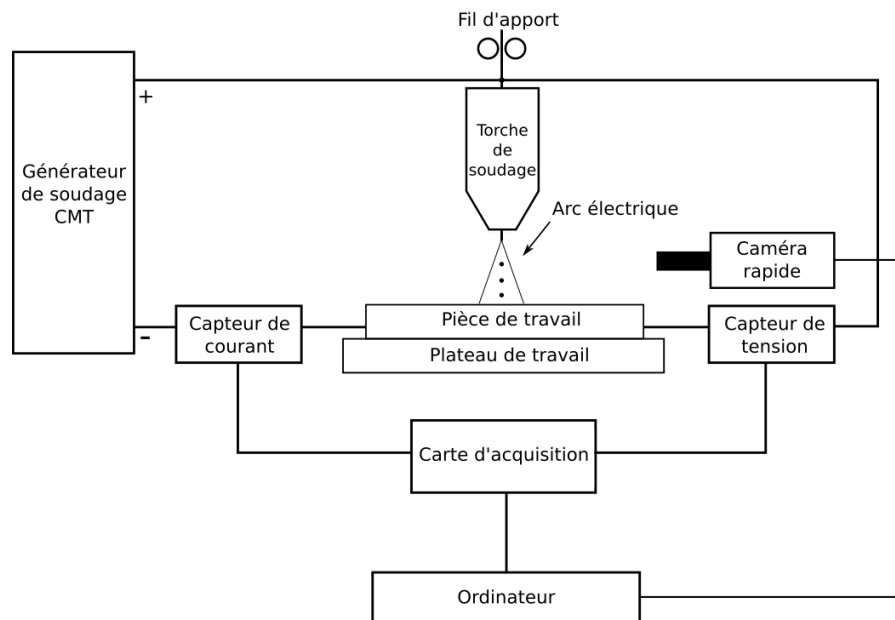 Fil d'apport
+
Générateur
de soudage
CMT
Torche
de
soudage
Arc électrique
Caméra
rapide
-
Capteur de
courant
Pièce de travail
Plateau de travail
Capteur de
tension
Carte d'acquisition
Ordinateur